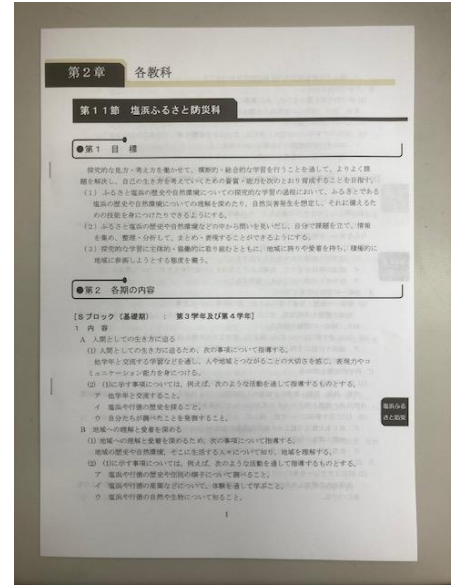 第2章 各教科
第11節 塩浜ふるさと防災科
●第1 目 標
探究的な見方・考え方を働かせて、横断的・総合的な学習を行うことを通して、よりよく課
題を解決し、自己の生き方を考えていくための資質・能力を次のとおり育成することを目指す。
(1) ふるさと塩浜の歴史や自然環境についての探究的な学習の過程において、ふるさとである
塩浜の歴史や自然環境についての理解を深めたり、自然災害発生を想定し、それに備えるた
めの技能を身につけたりできるようにする。
(2) ふるさと塩浜の歴史や自然環境などの中から問いを見いだし、自分で課題を立て、情報
を集め、整理・分析して、まとめ・表現することができるようにする。
(3) 探究的な学習に主体的・協働的に取り組むとともに、地域に誇りや愛着を持ち、積極的に
地域に参画しようとする態度を養う。
●第2 各期の内容
[Sブロック(基礎期) : 第3学年及び第4学年]
1 内 容
A 人間としての生き方に迫る
(1) 人間としての生き方に迫るため、次の事項について指導する。
他学年と交流する学習などを通し、人や地域とつながることの大切さを感じ、表現力やコ
ミュニケーション能力を身につける。
(2) (1)に示す事項については、例えば、次のような活動を通して指導するものとする。
ア 他学年と交流すること。
イ 塩浜や行徳の歴史を探ること。
ウ 自分たちが調べたことを発表すること。
B 地域への理解と愛着を深める
(1) 地域への理解と愛着を深めるため、次の事項について指導する。
地域の歴史や自然環境、そこに生活する人々について知り、地域を理解する。
(2) (1)に示す事項については、例えば、次のような活動を通して指導するものとする。
ア 塩浜や行徳の歴史や昔の様子について調べること。
イ 塩浜や行徳の産業などについて、体験を通して学ぶこと。
ウ 塩浜や行徳の自然や生物について知ること。
塩浜ふる
さと防災
1